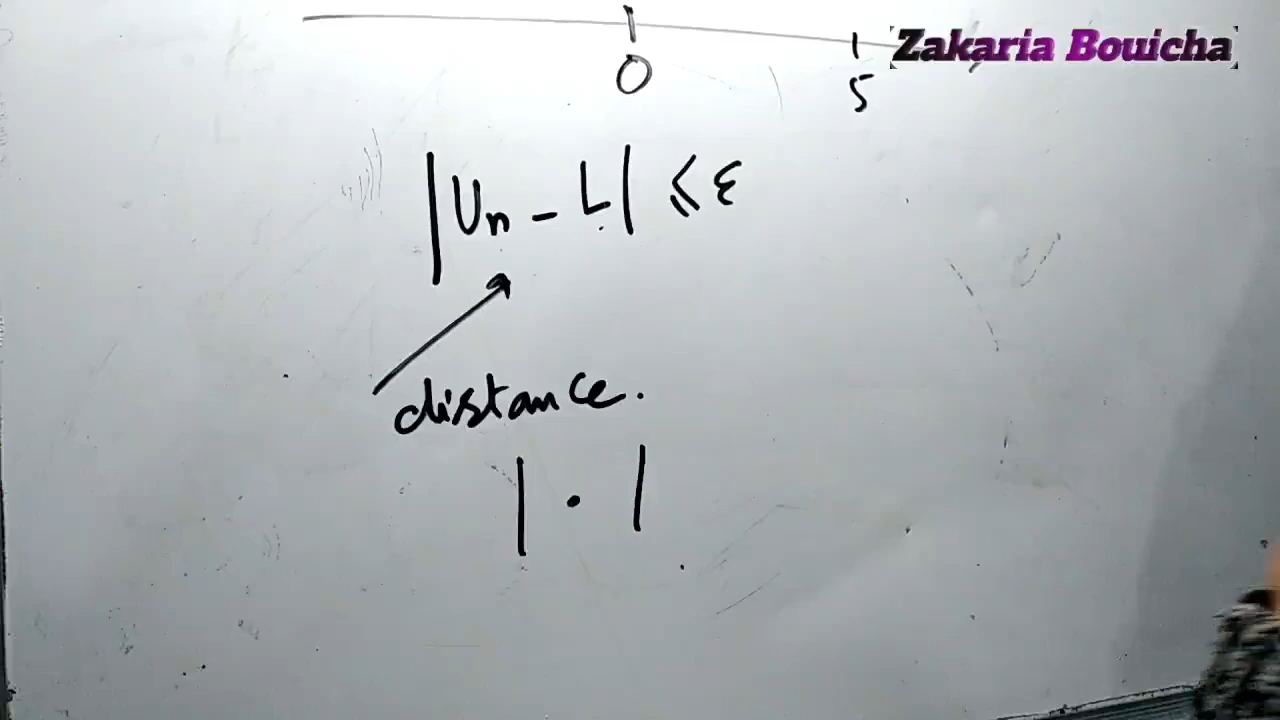 Zakaria Bouicha
0 5
|Un - L| ⩽ ε
distance.
| · |